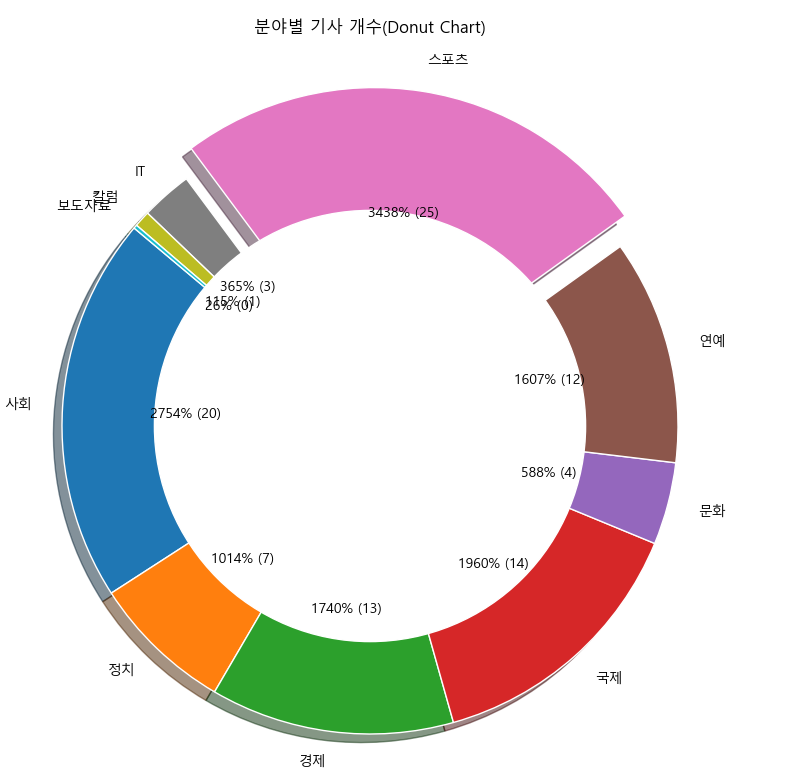 분야별 기사 개수(Donut Chart)
스포츠
3438% (25)
IT
365% (3)
칼럼
115% (1)
보도자료
26% (0)
사회
2754% (20)
정치
1014% (7)
경제
1740% (13)
국제
1960% (14)
문화
588% (4)
연예
1607% (12)